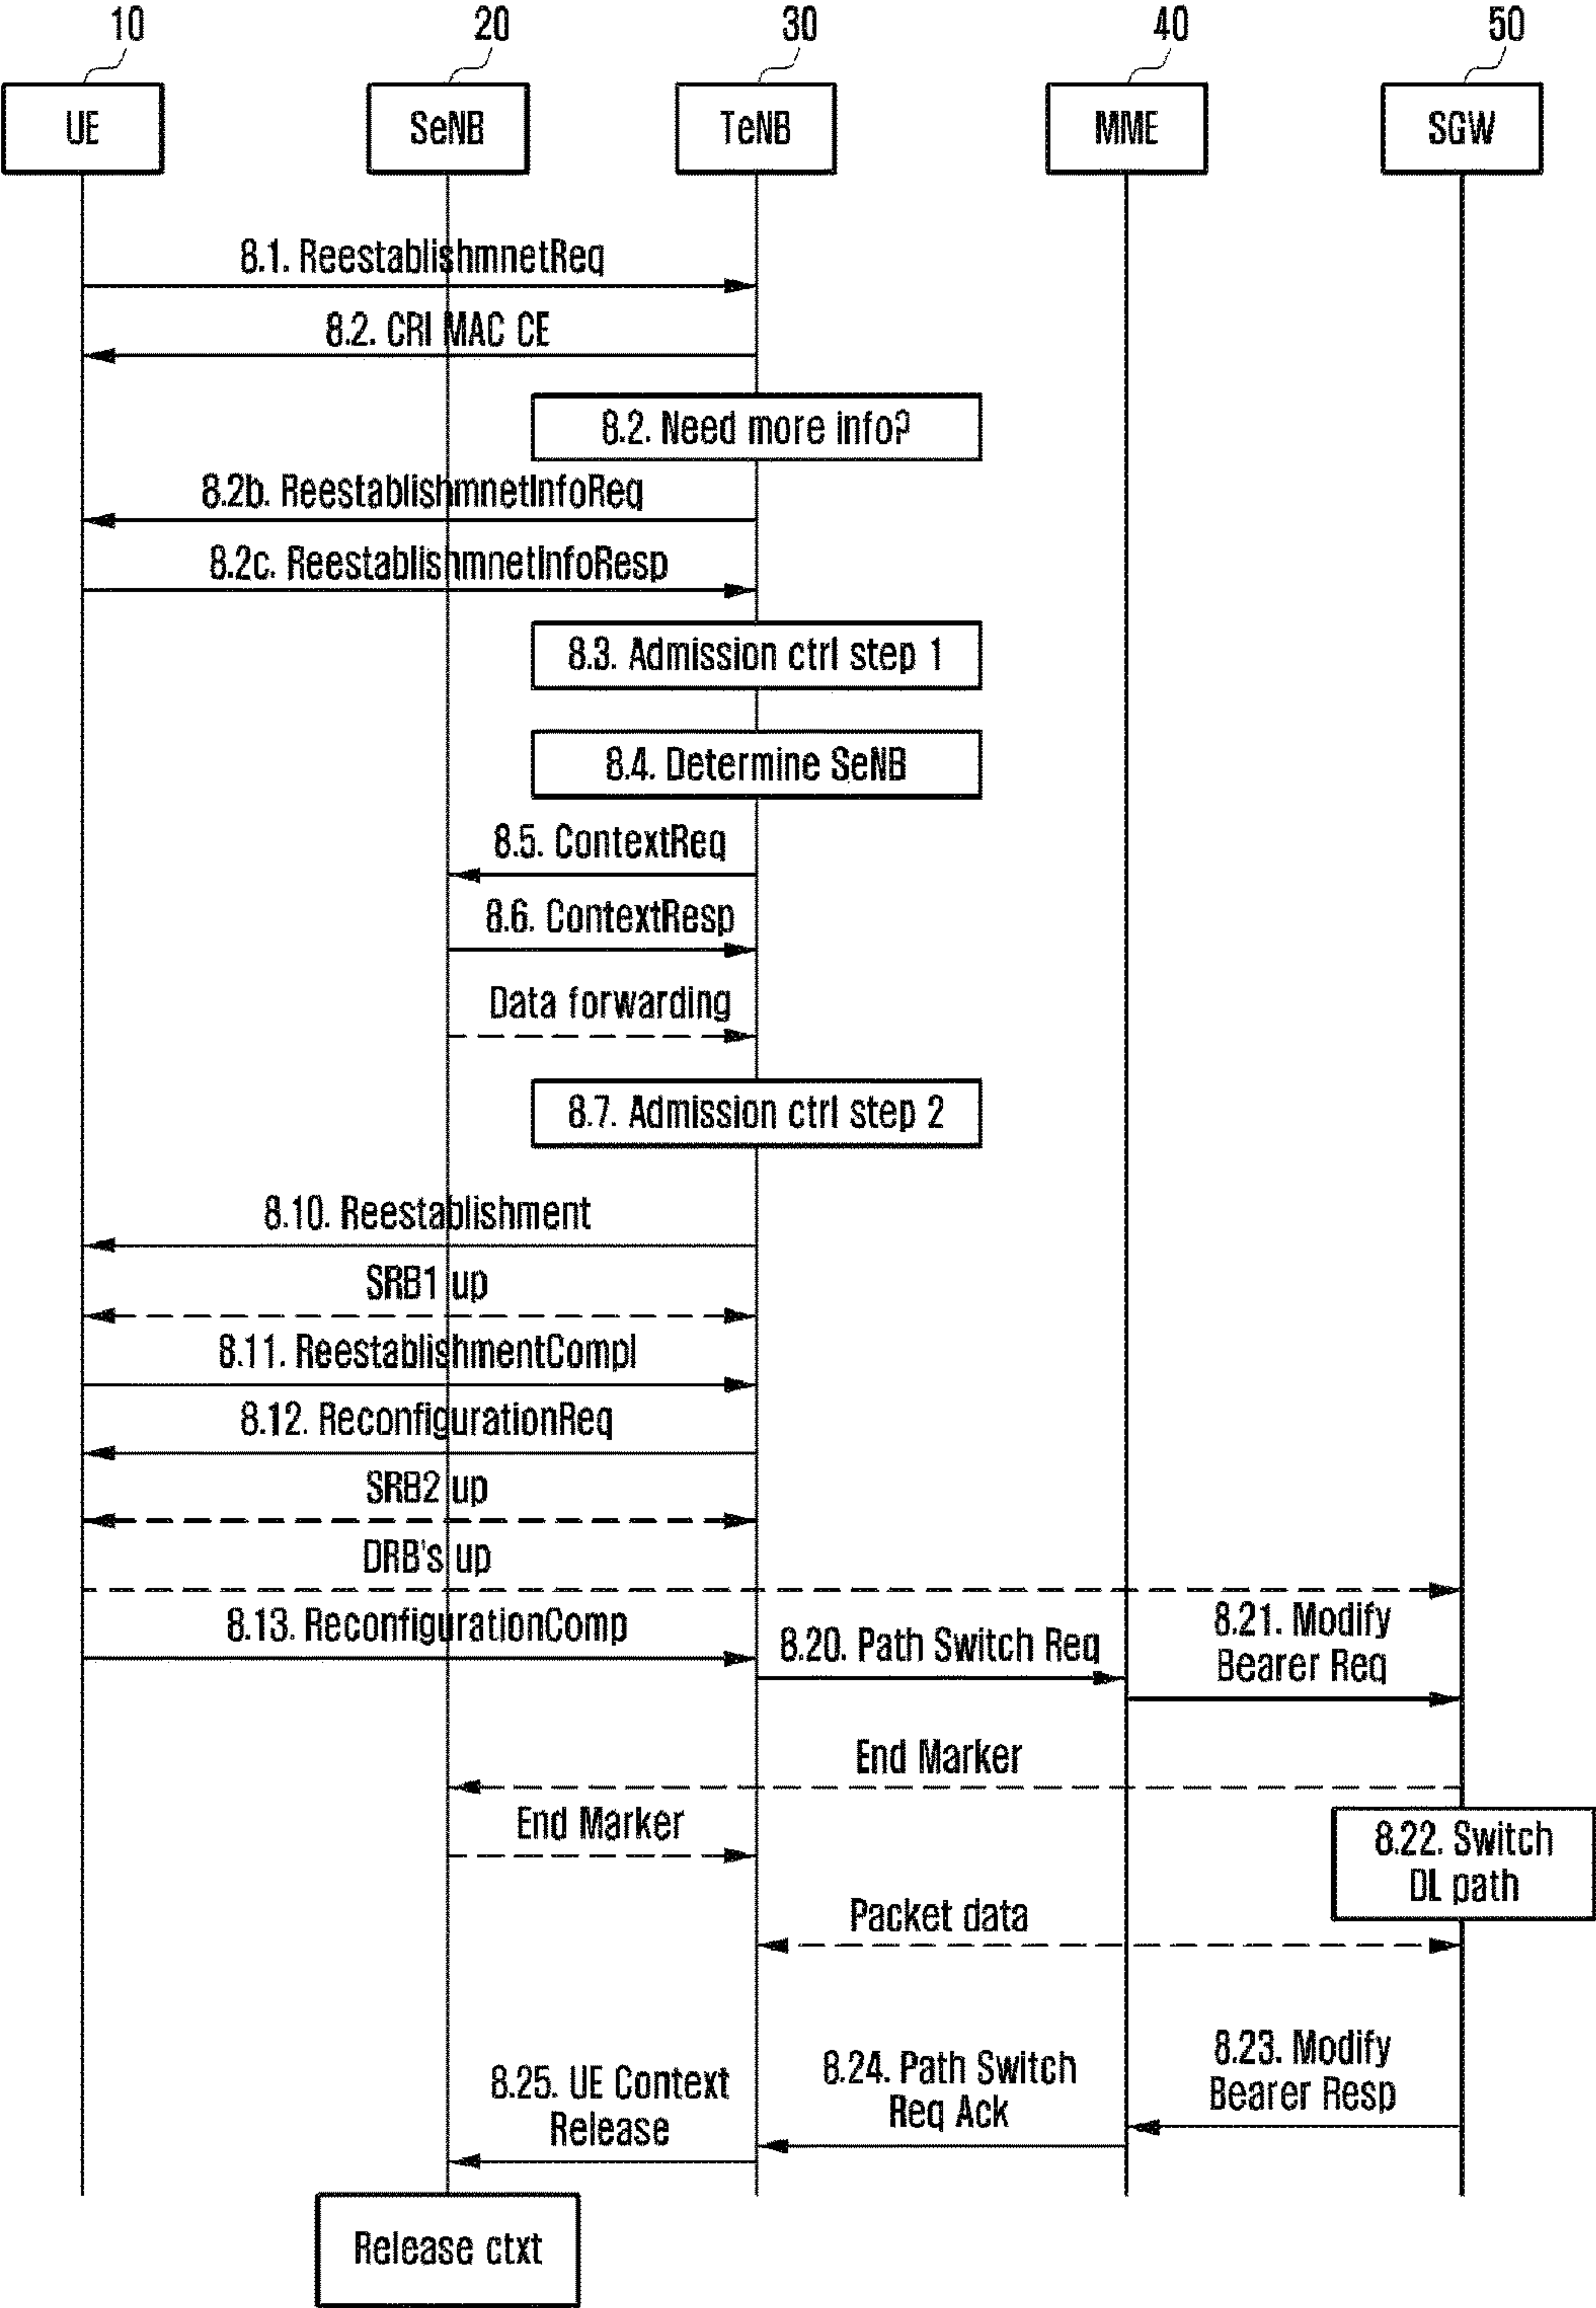 10
20
30
40
50
UE
SeNB
TeNB
MME
SGW
8.1. ReestablishmnetReq
8.2. CRI MAC CE
8.2. Need more info?
8.2b. ReestablishmnetInfoReq
8.2c. ReestablishmnetInfoResp
8.3. Admission ctrl step 1
8.4. Determine SeNB
8.5. ContextReq
8.6. ContextResp
Data forwarding
8.7. Admission ctrl step 2
8.10. Reestablishment
SRB1 up
8.11. ReestablishmentCompl
8.12. ReconfigurationReq
SRB2 up
DRB's up
8.13. ReconfigurationComp
8.20. Path Switch Req
8.21. Modify
Bearer Req
End Marker
End Marker
8.22. Switch
DL path
Packet data
8.23. Modify
Bearer Resp
8.24. Path Switch
Req Ack
8.25. UE Context
Release
Release ctxt